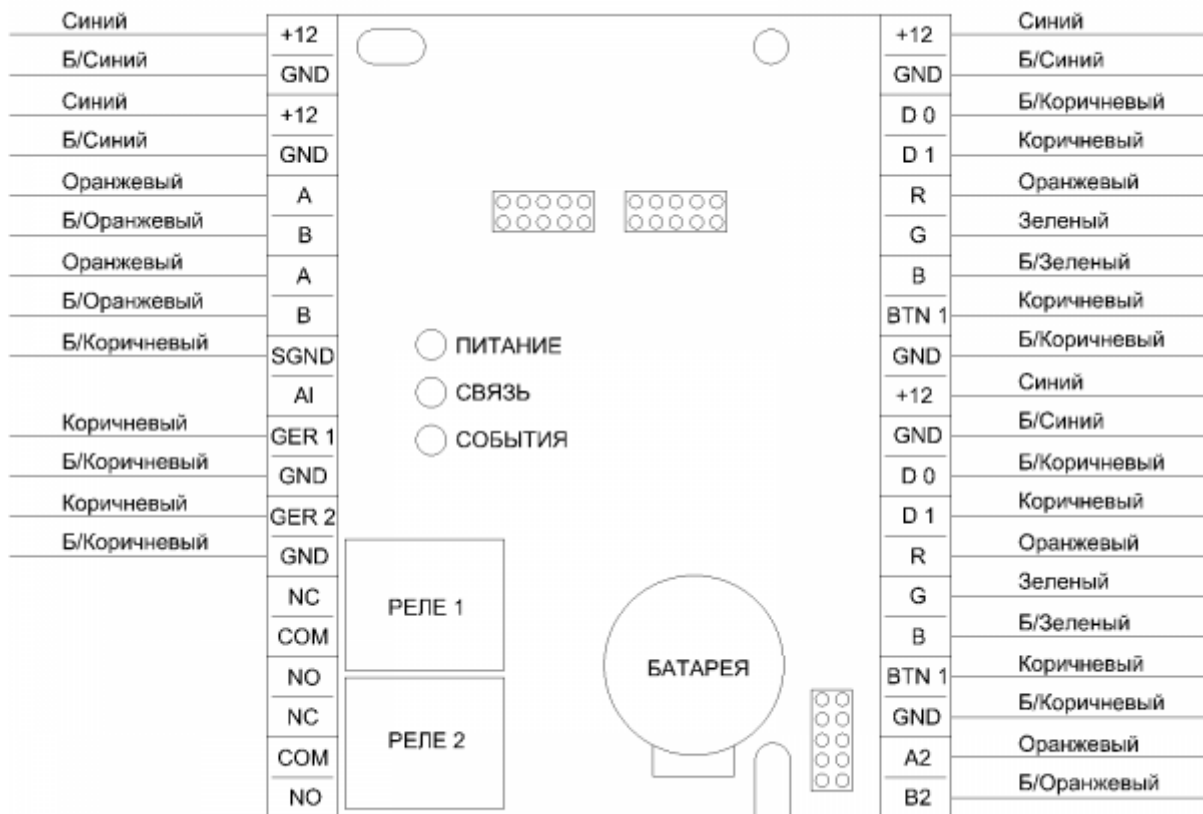 Синий
+12
Б/Синий
GND
Синий
+12
Б/Синий
GND
Оранжевый
A
Б/Оранжевый
B
Оранжевый
A
Б/Оранжевый
B
Б/Коричневый
SGND
AI
Коричневый
GER 1
Б/Коричневый
GND
Коричневый
GER 2
Б/Коричневый
GND
NC
COM
NO
NC
COM
NO
ПИТАНИЕ
СВЯЗЬ
СОБЫТИЯ
РЕЛЕ 1
РЕЛЕ 2
БАТАРЕЯ
+12
Синий
GND
Б/Синий
D 0
Б/Коричневый
D 1
Коричневый
R
Оранжевый
G
Зеленый
B
Б/Зеленый
BTN 1
Коричневый
GND
Б/Коричневый
+12
Синий
GND
Б/Синий
D 0
Б/Коричневый
D 1
Коричневый
R
Оранжевый
G
Зеленый
B
Б/Зеленый
BTN 1
Коричневый
GND
Б/Коричневый
A2
Оранжевый
B2
Б/Оранжевый